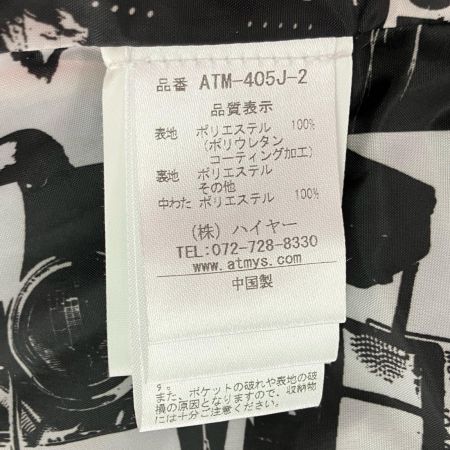 品番 ATM-405J-2
品質表示
表地 ポリエステル 100%
(ポリウレタン
コーティング加工)
裏地 ポリエステル
その他
中わた ポリエステル 100%
(株) ハイヤー
TEL:072-728-8330
www.atmys.com
中国製
す。
また、ポケットの破れや表地の破
損の原因となりますので、収納物
には十分ご注意ください。